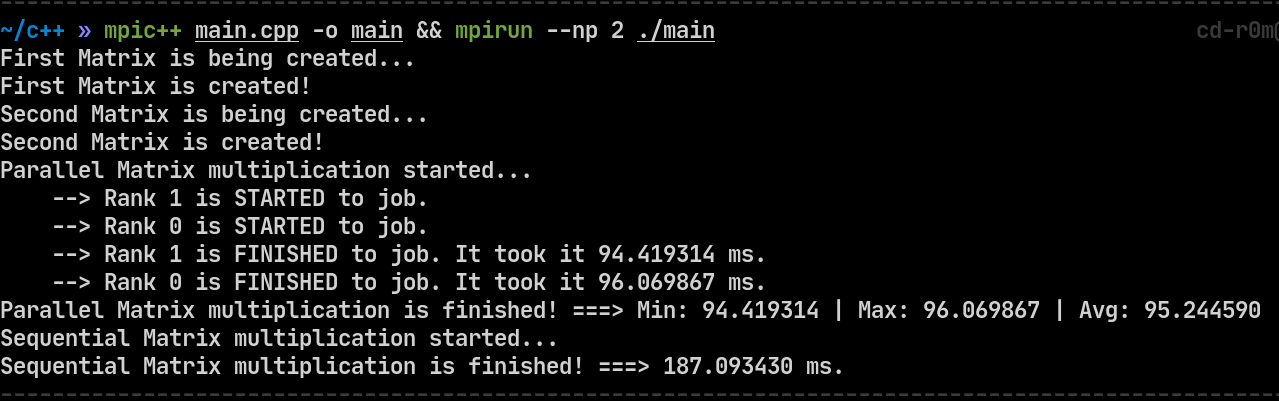 ~/c++ » mpic++ main.cpp -o main && mpirun --np 2 ./main cd-r0m@
First Matrix is being created...
First Matrix is created!
Second Matrix is being created...
Second Matrix is created!
Parallel Matrix multiplication started...
--> Rank 1 is STARTED to job.
--> Rank 0 is STARTED to job.
--> Rank 1 is FINISHED to job. It took it 94.419314 ms.
--> Rank 0 is FINISHED to job. It took it 96.069867 ms.
Parallel Matrix multiplication is finished! ===> Min: 94.419314 | Max: 96.069867 | Avg: 95.244590
Sequential Matrix multiplication started...
Sequential Matrix multiplication is finished! ===> 187.093430 ms.